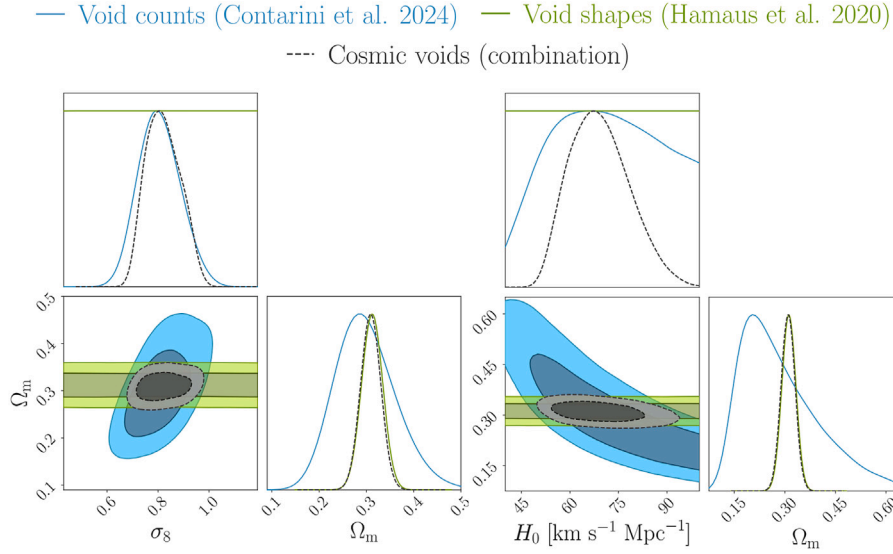 Void counts (Contarini et al. 2024) Void shapes (Hamaus et al. 2020)
Cosmic voids (combination)
0.5
0.4
0.3
0.2
0.1
Ωm
0.6 0.8 1.0
σ8
0.1 0.2 0.3 0.4 0.5
Ωm
0.60
0.45
0.30
0.15
45 60 75 90
H0 [km s−1 Mpc−1]
0.15 0.30 0.45 0.60
Ωm